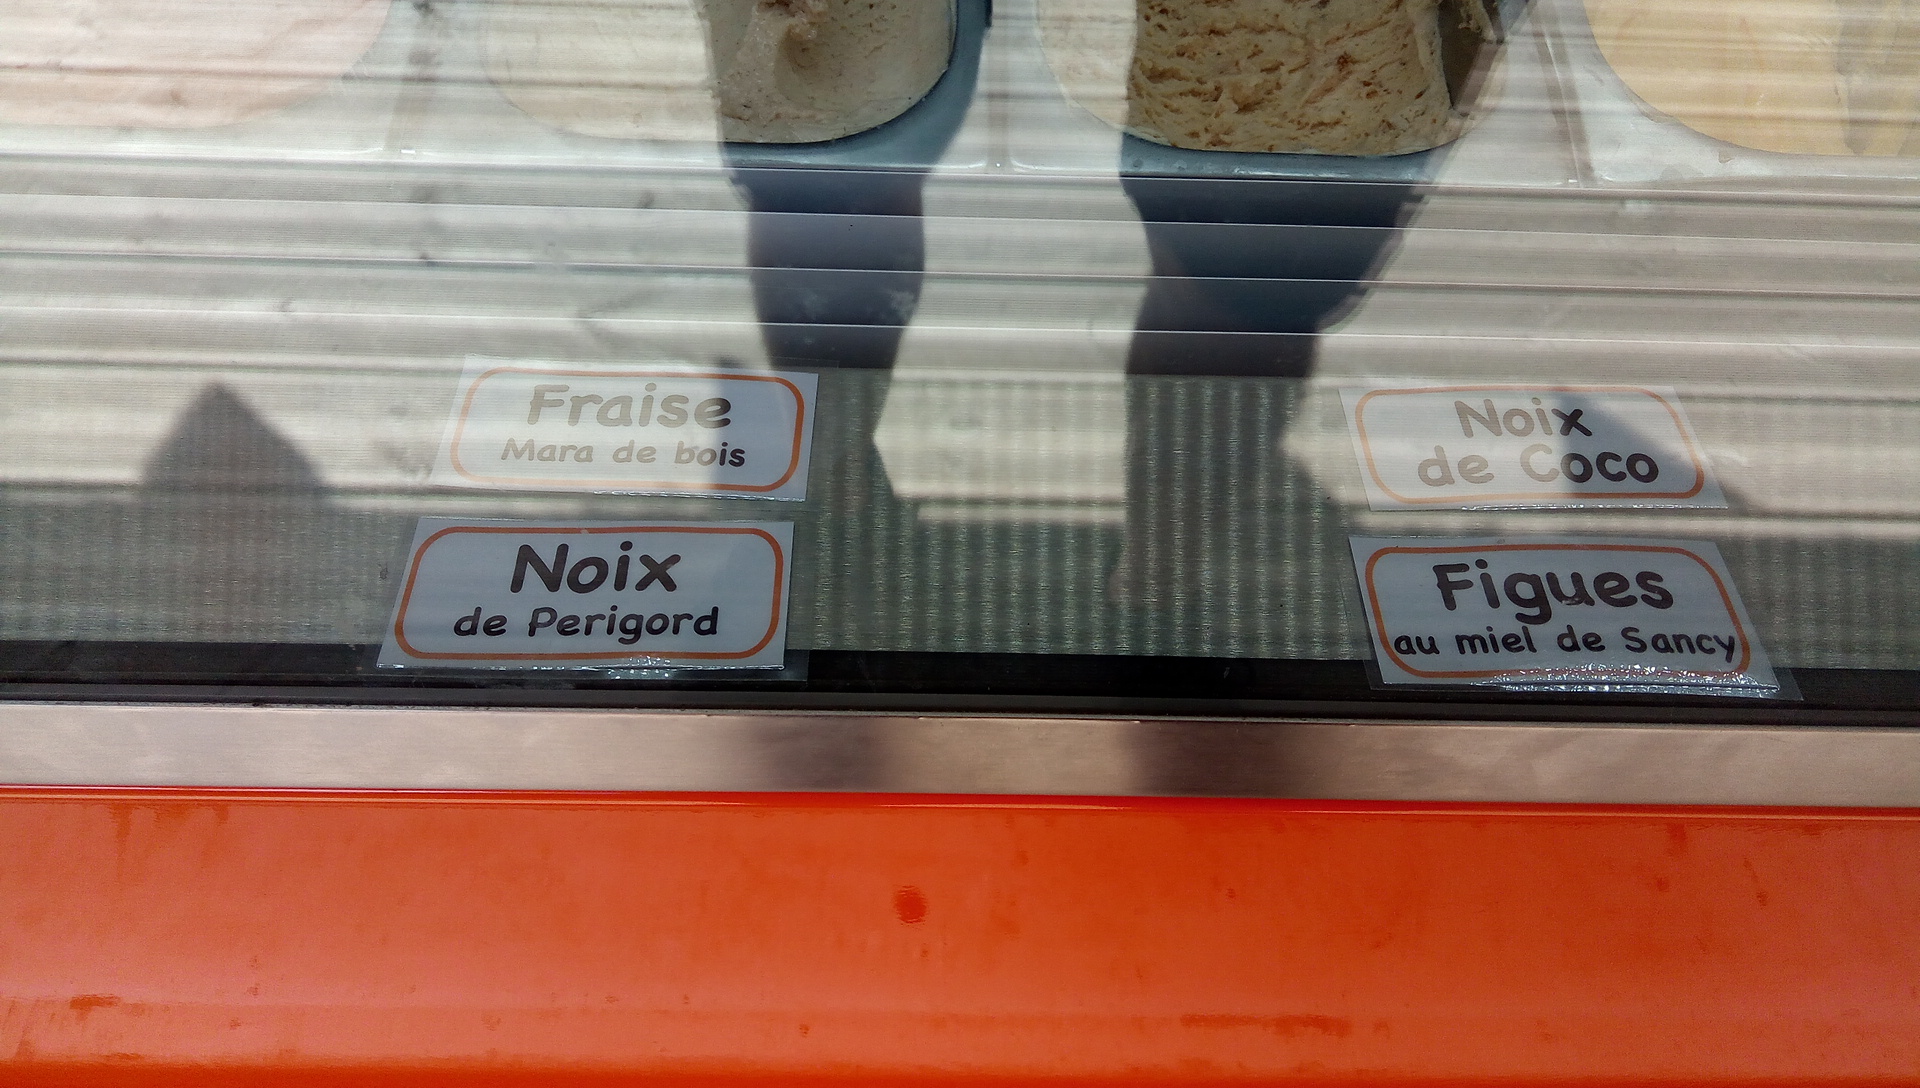 Fraise
Mara de bois
Noix
de Perigord
Noix
de Coco
Figues
au miel de Sancy